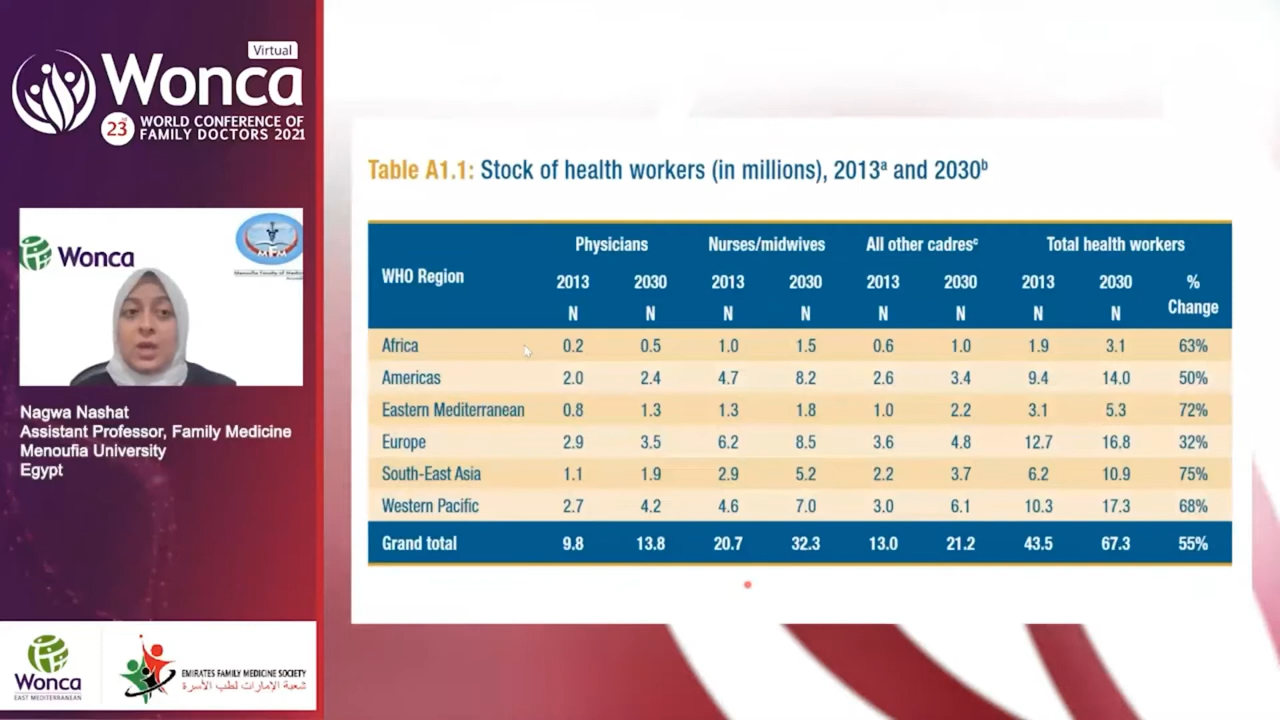 Virtual
Wonca
23rd WORLD CONFERENCE OF
FAMILY DOCTORS 2021
Wonca
MFM
Menoufia Faculty of Medicine
Nagwa Nashat
Assistant Professor, Family Medicine
Menoufia University
Egypt
Wonca
EAST MEDITERRANEAN
EMIRATES FAMILY MEDICINE SOCIETY
شعبة الإمارات لطب الأسرة
Table A1.1: Stock of health workers (in millions), 2013ᵃ and 2030ᵇ
WHO Region Physicians Nurses/midwives All other cadresᶜ Total health workers
2013 2030 2013 2030 2013 2030 2013 2030 % Change
N N N N N N N N
Africa 0.2 0.5 1.0 1.5 0.6 1.0 1.9 3.1 63%
Americas 2.0 2.4 4.7 8.2 2.6 3.4 9.4 14.0 50%
Eastern Mediterranean 0.8 1.3 1.3 1.8 1.0 2.2 3.1 5.3 72%
Europe 2.9 3.5 6.2 8.5 3.6 4.8 12.7 16.8 32%
South-East Asia 1.1 1.9 2.9 5.2 2.2 3.7 6.2 10.9 75%
Western Pacific 2.7 4.2 4.6 7.0 3.0 6.1 10.3 17.3 68%
Grand total 9.8 13.8 20.7 32.3 13.0 21.2 43.5 67.3 55%